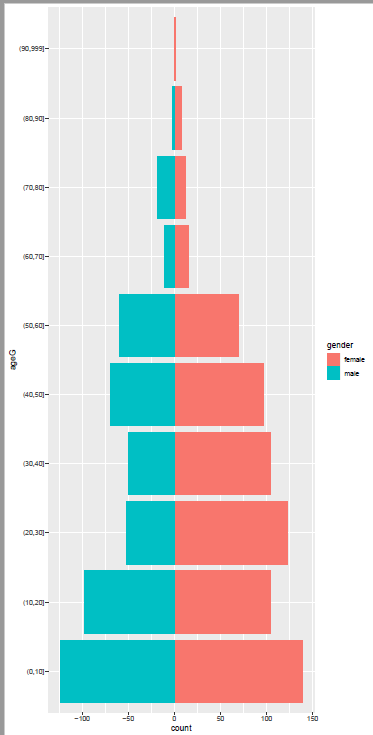 (90,999]
(80,90]
(70,80]
(60,70]
(50,60]
(40,50]
(30,40]
(20,30]
(10,20]
(0,10]
ageG
−100 −50 0 50 100 150
count
gender
female
male